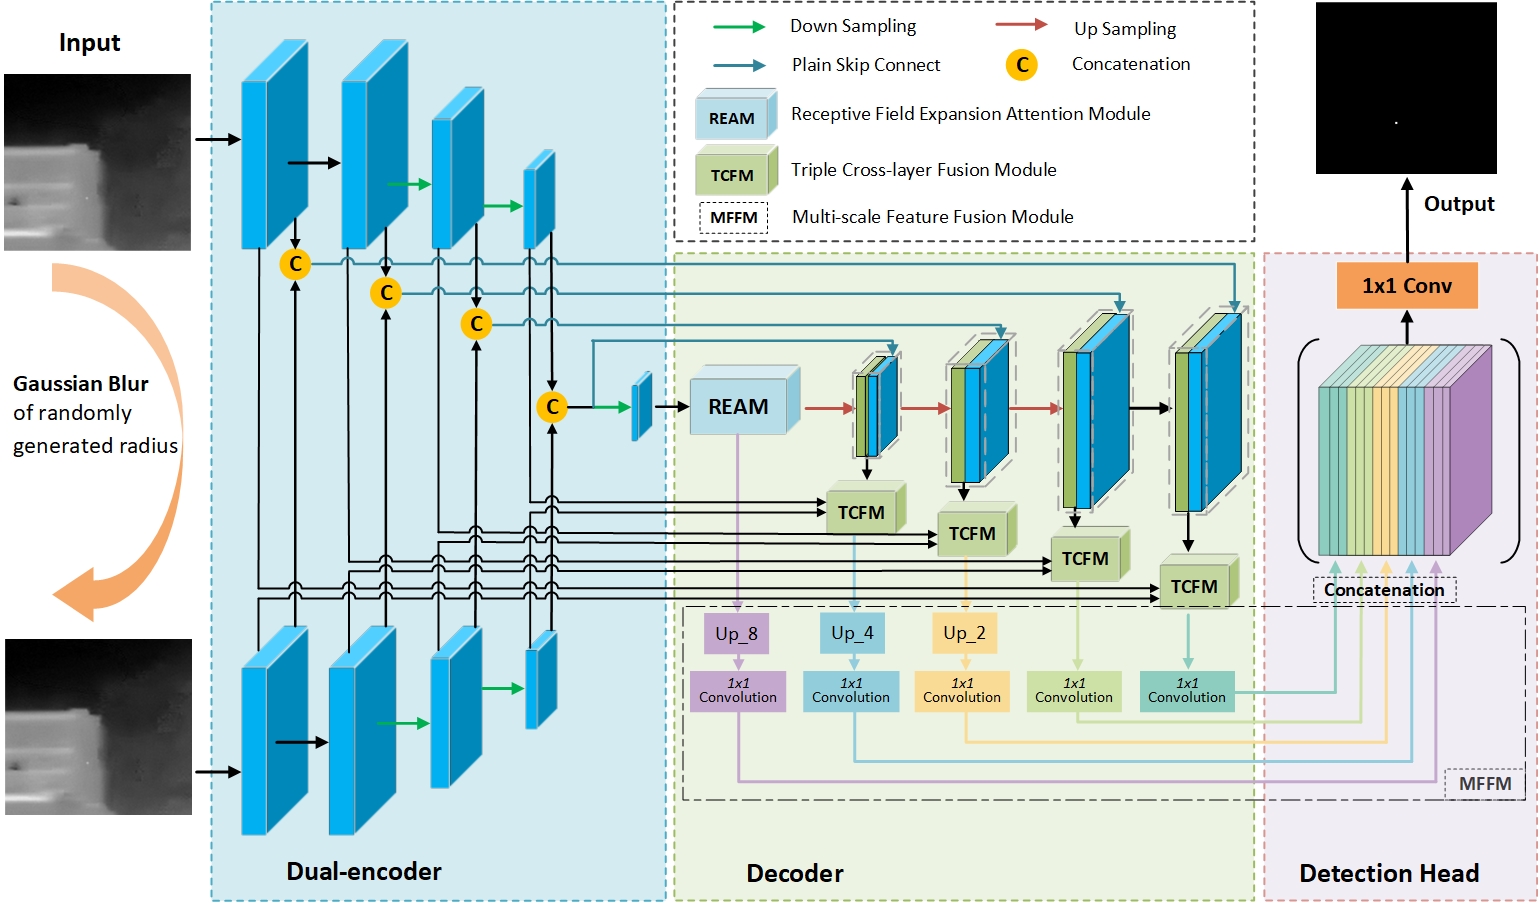 Input
Gaussian Blur
of randomly
generated radius
C
C
C
C
Dual-encoder
Down Sampling
Up Sampling
Plain Skip Connect
C
Concatenation
REAM
Receptive Field Expansion Attention Module
TCFM
Triple Cross-layer Fusion Module
MFFM
Multi-scale Feature Fusion Module
REAM
TCFM
TCFM
TCFM
TCFM
Up_8
Up_4
Up_2
1x1
Convolution
1x1
Convolution
1x1
Convolution
1x1
Convolution
1x1
Convolution
MFFM
Decoder
Output
1x1 Conv
Concatenation
Detection Head